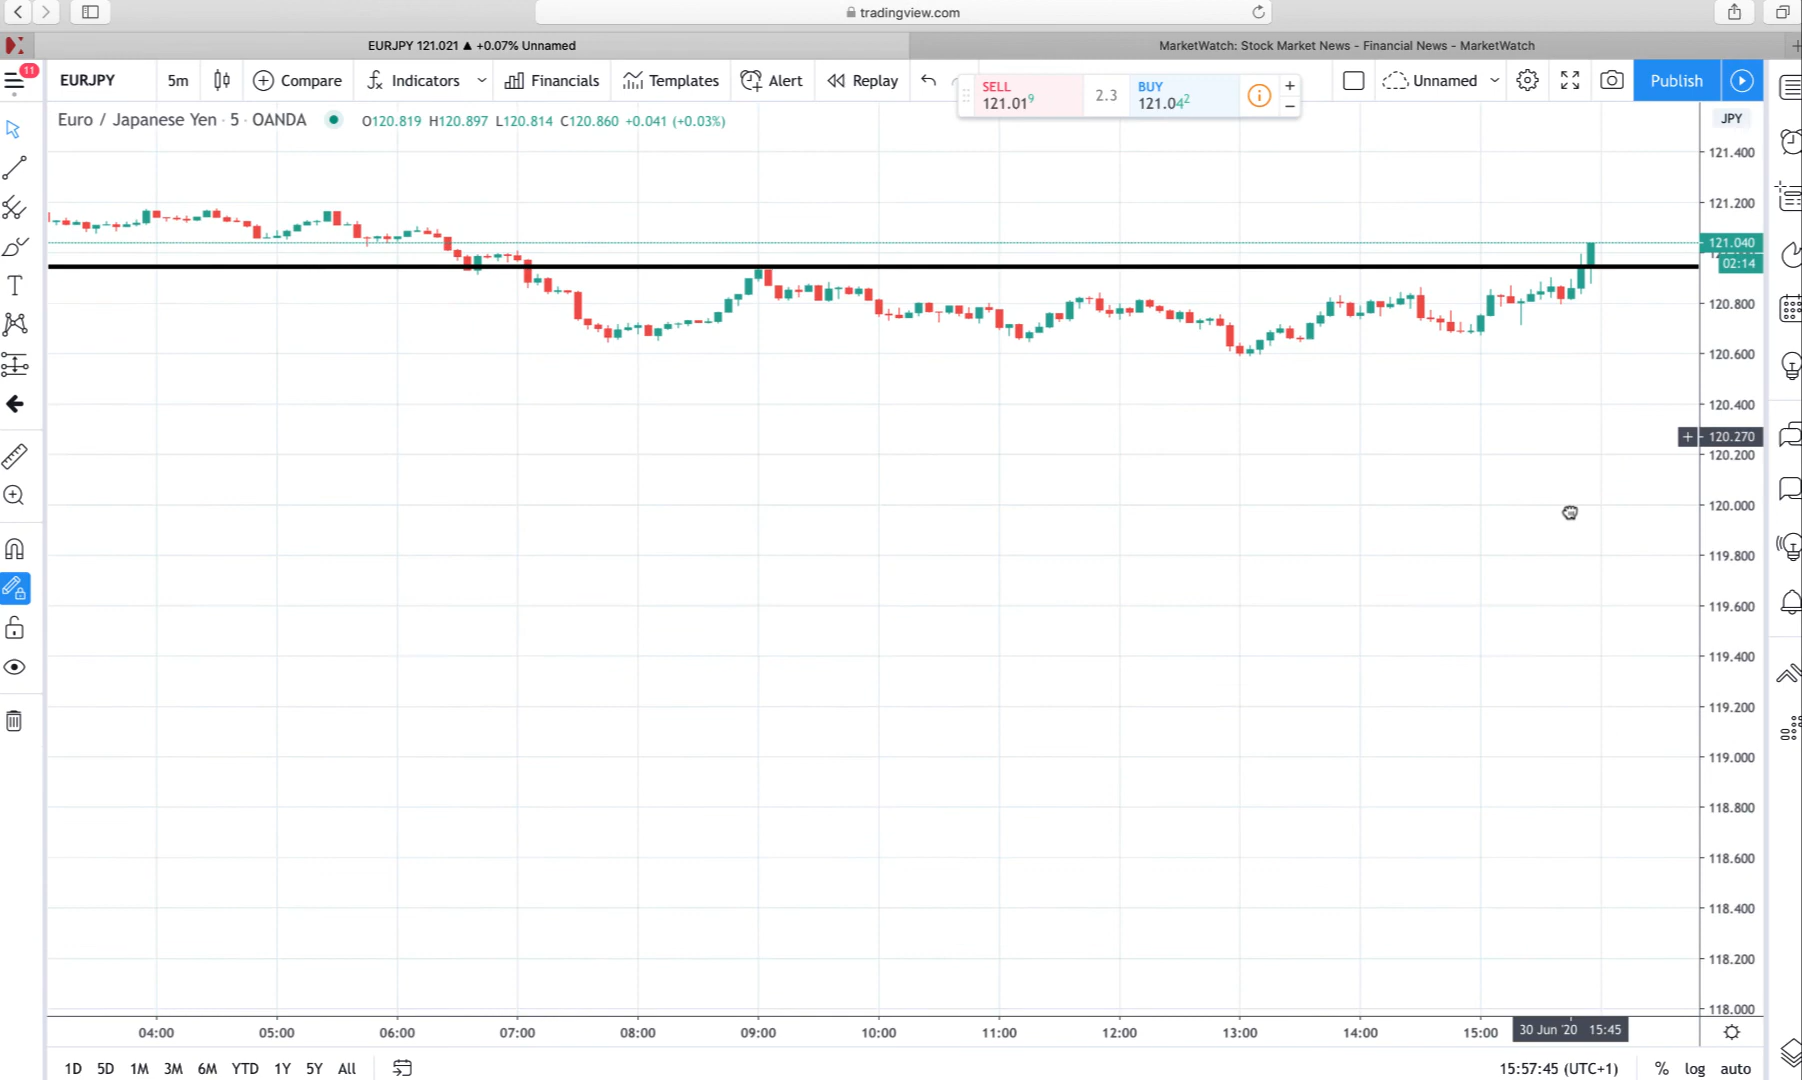 tradingview.com
EURJPY 121.021 ▲ +0.07% Unnamed
MarketWatch: Stock Market News - Financial News - MarketWatch
11
EURJPY 5m Compare Indicators Financials Templates Alert Replay Unnamed Publish
SELL 2.3 BUY
121.01⁹ 121.04²
Euro / Japanese Yen · 5 · OANDA O120.819 H120.897 L120.814 C120.860 +0.041 (+0.03%)
JPY
121.400
121.200
121.040
02:14
120.800
120.600
120.400
120.270
120.200
120.000
119.800
119.600
119.400
119.200
119.000
118.800
118.600
118.400
118.200
118.000
04:00 05:00 06:00 07:00 08:00 09:00 10:00 11:00 12:00 13:00 14:00 15:00 30 Jun '20 15:45
1D 5D 1M 3M 6M YTD 1Y 5Y All 15:57:45 (UTC+1) % log auto